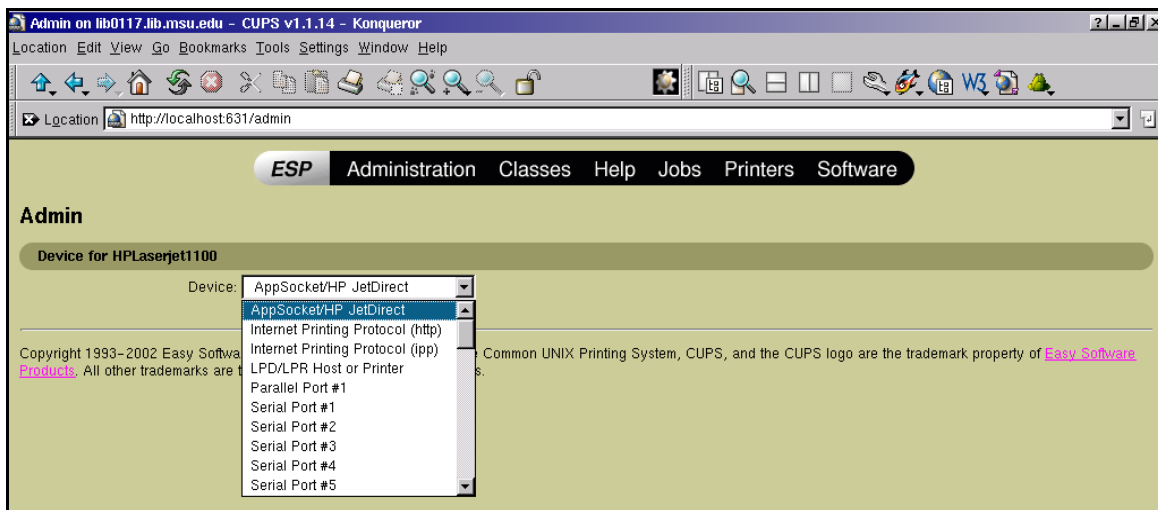 Admin on lib0117.lib.msu.edu - CUPS v1.1.14 - Konqueror
Location Edit View Go Bookmarks Tools Settings Window Help
Location http://localhost:631/admin
ESP Administration Classes Help Jobs Printers Software
Admin
Device for HPLaserjet1100
Device: AppSocket/HP JetDirect
AppSocket/HP JetDirect
Internet Printing Protocol (http)
Internet Printing Protocol (ipp)
LPD/LPR Host or Printer
Parallel Port #1
Serial Port #1
Serial Port #2
Serial Port #3
Serial Port #4
Serial Port #5
Copyright 1993-2002 Easy Softwa Common UNIX Printing System, CUPS, and the CUPS logo are the trademark property of Easy Software
Products. All other trademarks are t s.